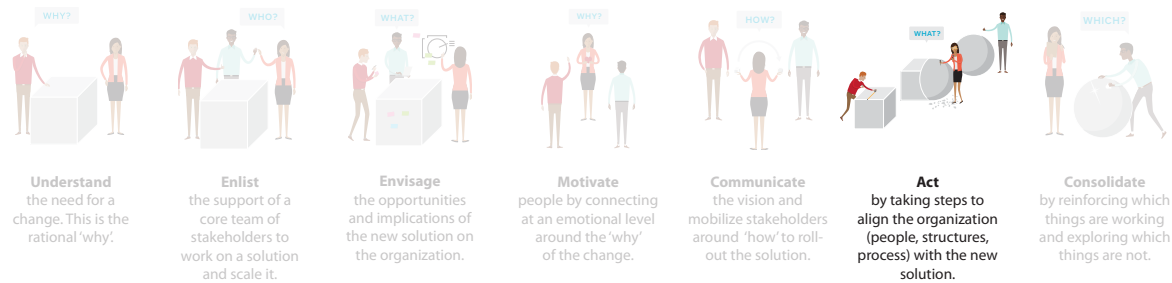 WHY?
WHO?
WHAT?
WHY?
HOW?
WHAT?
WHICH?
Understand
the need for a
change. This is the
rational ‘why’.
Enlist
the support of a
core team of
stakeholders to
work on a solution
and scale it.
Envisage
the opportunities
and implications of
the new solution on
the organization.
Motivate
people by connecting
at an emotional level
around the ‘why’
of the change.
Communicate
the vision and
mobilize stakeholders
around ‘how’ to roll-
out the solution.
Act
by taking steps to
align the organization
(people, structures,
process) with the new
solution.
Consolidate
by reinforcing which
things are working
and exploring which
things are not.